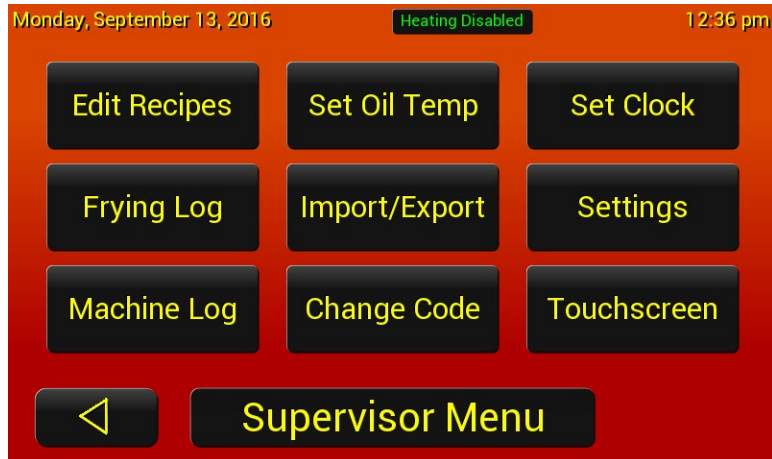 Monday, September 13, 2016 Heating Disabled 12:36 pm
Edit Recipes Set Oil Temp Set Clock
Frying Log Import/Export Settings
Machine Log Change Code Touchscreen
Supervisor Menu